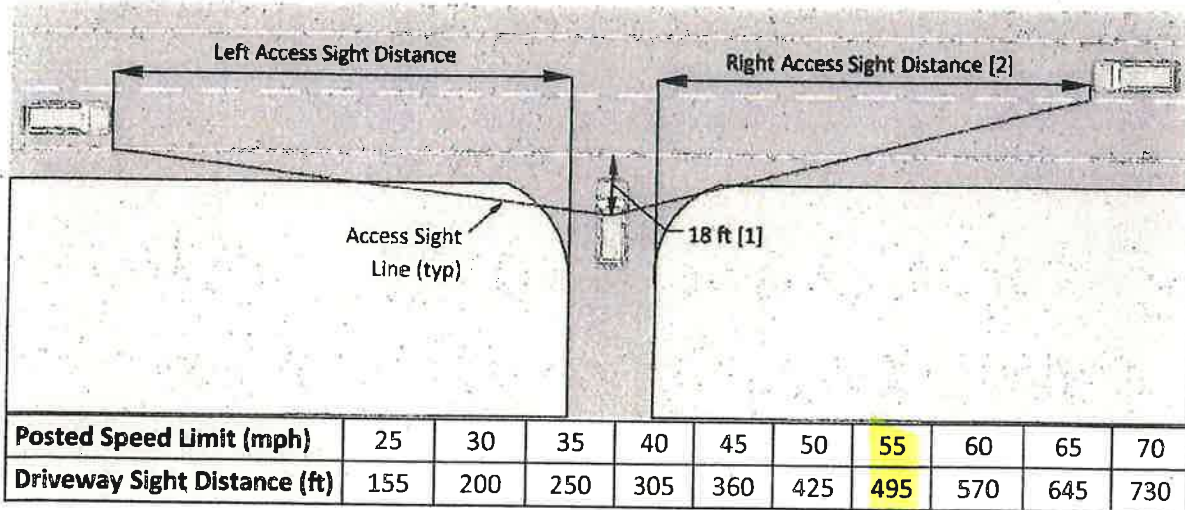 Left Access Sight Distance
Right Access Sight Distance [2]
Access Sight
Line (typ)
18 ft [1]
Posted Speed Limit (mph) 25 30 35 40 45 50 55 60 65 70
Driveway Sight Distance (ft) 155 200 250 305 360 425 495 570 645 730